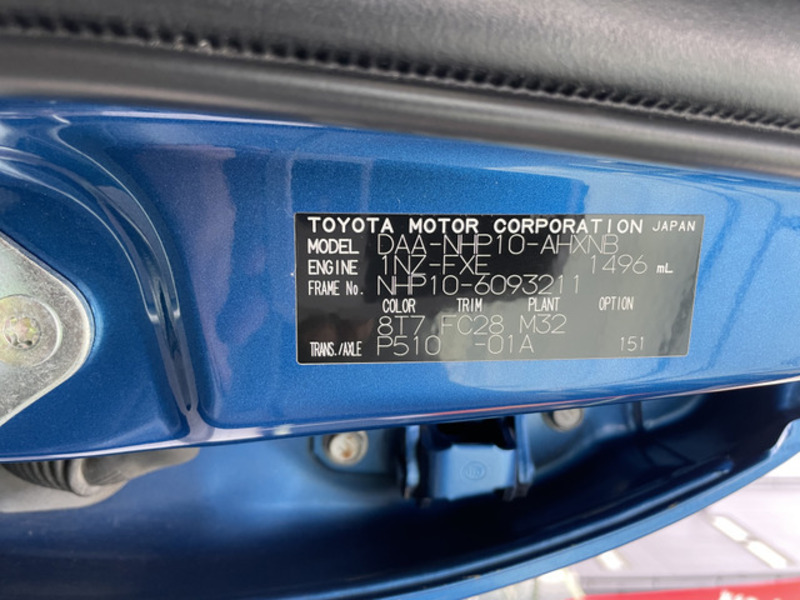 TOYOTA MOTOR CORPORATION JAPAN
MODEL DAA-NHP10-AHXNB
ENGINE 1NZ-FXE 1496 mL
FRAME No. NHP10-6093211
COLOR TRIM PLANT OPTION
8T7 FC28 M32
TRANS./AXLE P510 -01A 151